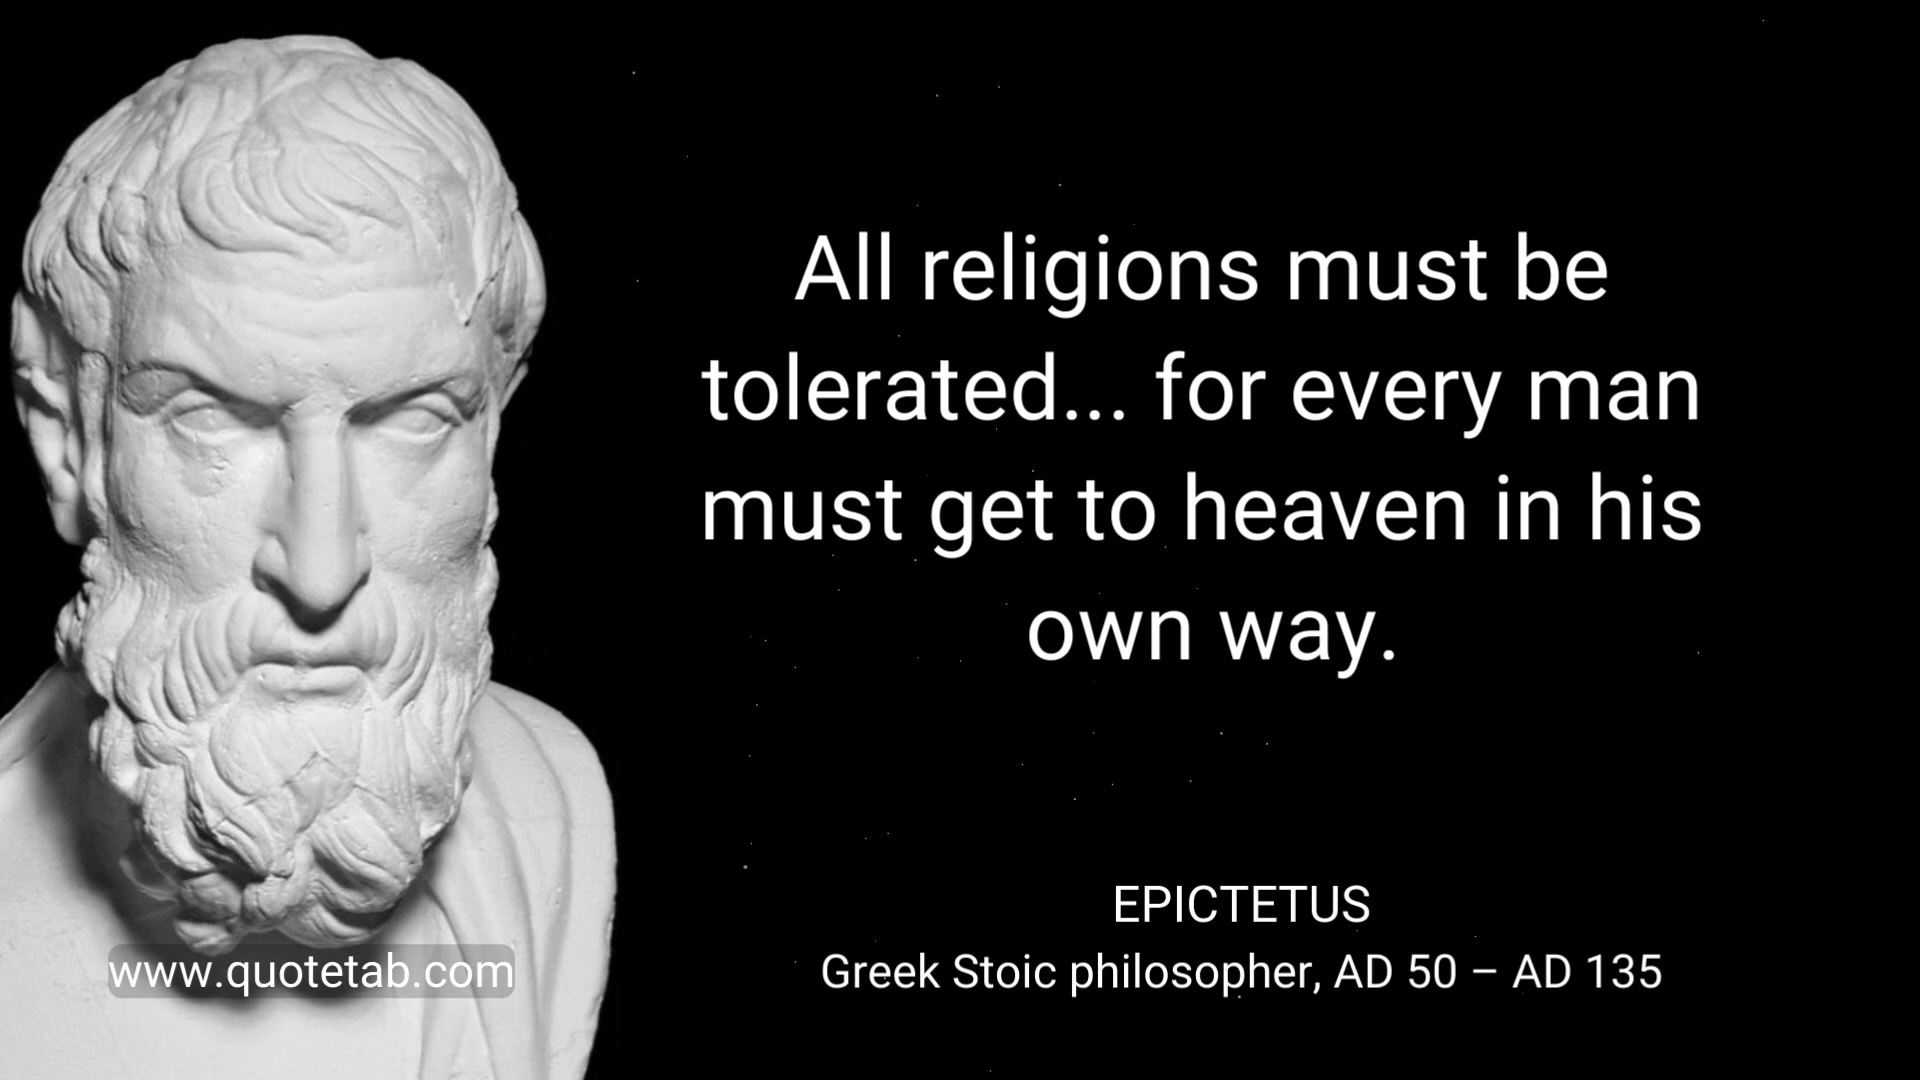 All religions must be
tolerated... for every man
must get to heaven in his
own way.
EPICTETUS
Greek Stoic philosopher, AD 50 – AD 135
www.quotetab.com